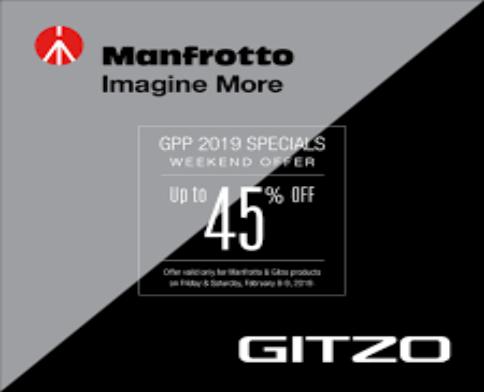 Manfrotto
Imagine More
GPP 2019 SPECIALS
WEEKEND OFFER
Up to 45% OFF
Offer valid only for Manfrotto & Gitzo products
on Friday & Saturday, February 8-9, 2019
GITZO